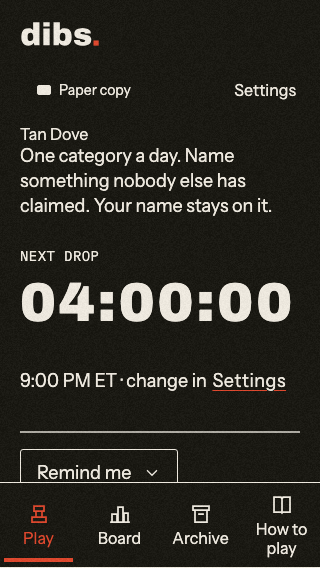 dibs.
Paper copy
Settings
Tan Dove
One category a day. Name
something nobody else has
claimed. Your name stays on it.
NEXT DROP
04:00:00
9:00 PM ET · change in Settings
Remind me
Play
Board
Archive
How to
play